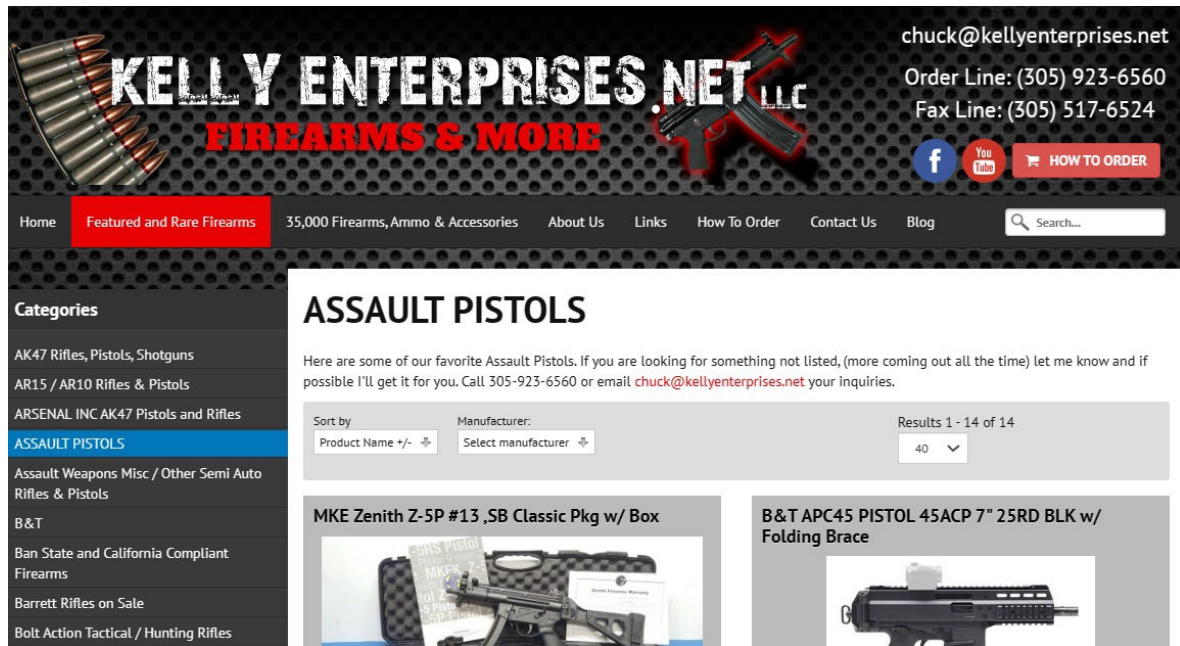 KELLY ENTERPRISES.NET LLC
FIREARMS & MORE
chuck@kellyenterprises.net
Order Line: (305) 923-6560
Fax Line: (305) 517-6524
f
You
Tube
HOW TO ORDER
Home
Featured and Rare Firearms
35,000 Firearms, Ammo & Accessories
About Us
Links
How To Order
Contact Us
Blog
Search...
Categories
AK47 Rifles, Pistols, Shotguns
AR15 / AR10 Rifles & Pistols
ARSENAL INC AK47 Pistols and Rifles
ASSAULT PISTOLS
Assault Weapons Misc / Other Semi Auto
Rifles & Pistols
B&T
Ban State and California Compliant
Firearms
Barrett Rifles on Sale
Bolt Action Tactical / Hunting Rifles
ASSAULT PISTOLS
Here are some of our favorite Assault Pistols. If you are looking for something not listed, (more coming out all the time) let me know and if
possible I'll get it for you. Call 305-923-6560 or email chuck@kellyenterprises.net your inquiries.
Sort by
Product Name +/-
Manufacturer:
Select manufacturer
Results 1 - 14 of 14
40
MKE Zenith Z-5P #13 ,SB Classic Pkg w/ Box
B&T APC45 PISTOL 45ACP 7" 25RD BLK w/
Folding Brace